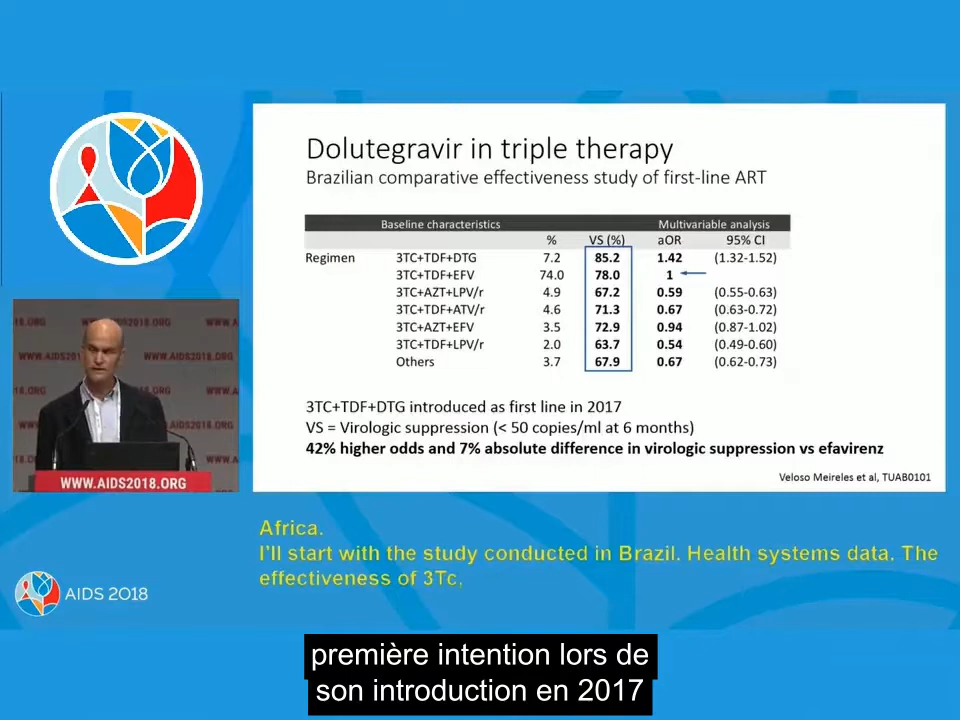 Dolutegravir in triple therapy
Brazilian comparative effectiveness study of first-line ART
Baseline characteristics Multivariable analysis
% VS (%) aOR 95% CI
Regimen 3TC+TDF+DTG 7.2 85.2 1.42 (1.32-1.52)
3TC+TDF+EFV 74.0 78.0 1
3TC+AZT+LPV/r 4.9 67.2 0.59 (0.55-0.63)
3TC+TDF+ATV/r 4.6 71.3 0.67 (0.63-0.72)
3TC+AZT+EFV 3.5 72.9 0.94 (0.87-1.02)
3TC+TDF+LPV/r 2.0 63.7 0.54 (0.49-0.60)
Others 3.7 67.9 0.67 (0.62-0.73)
3TC+TDF+DTG introduced as first line in 2017
VS = Virologic suppression (< 50 copies/ml at 6 months)
42% higher odds and 7% absolute difference in virologic suppression vs efavirenz
Veloso Meireles et al, TUAB0101
WWW.AIDS2018.ORG
Africa.
I'll start with the study conducted in Brazil. Health systems data. The
effectiveness of 3Tc,
AIDS 2018
première intention lors de
son introduction en 2017